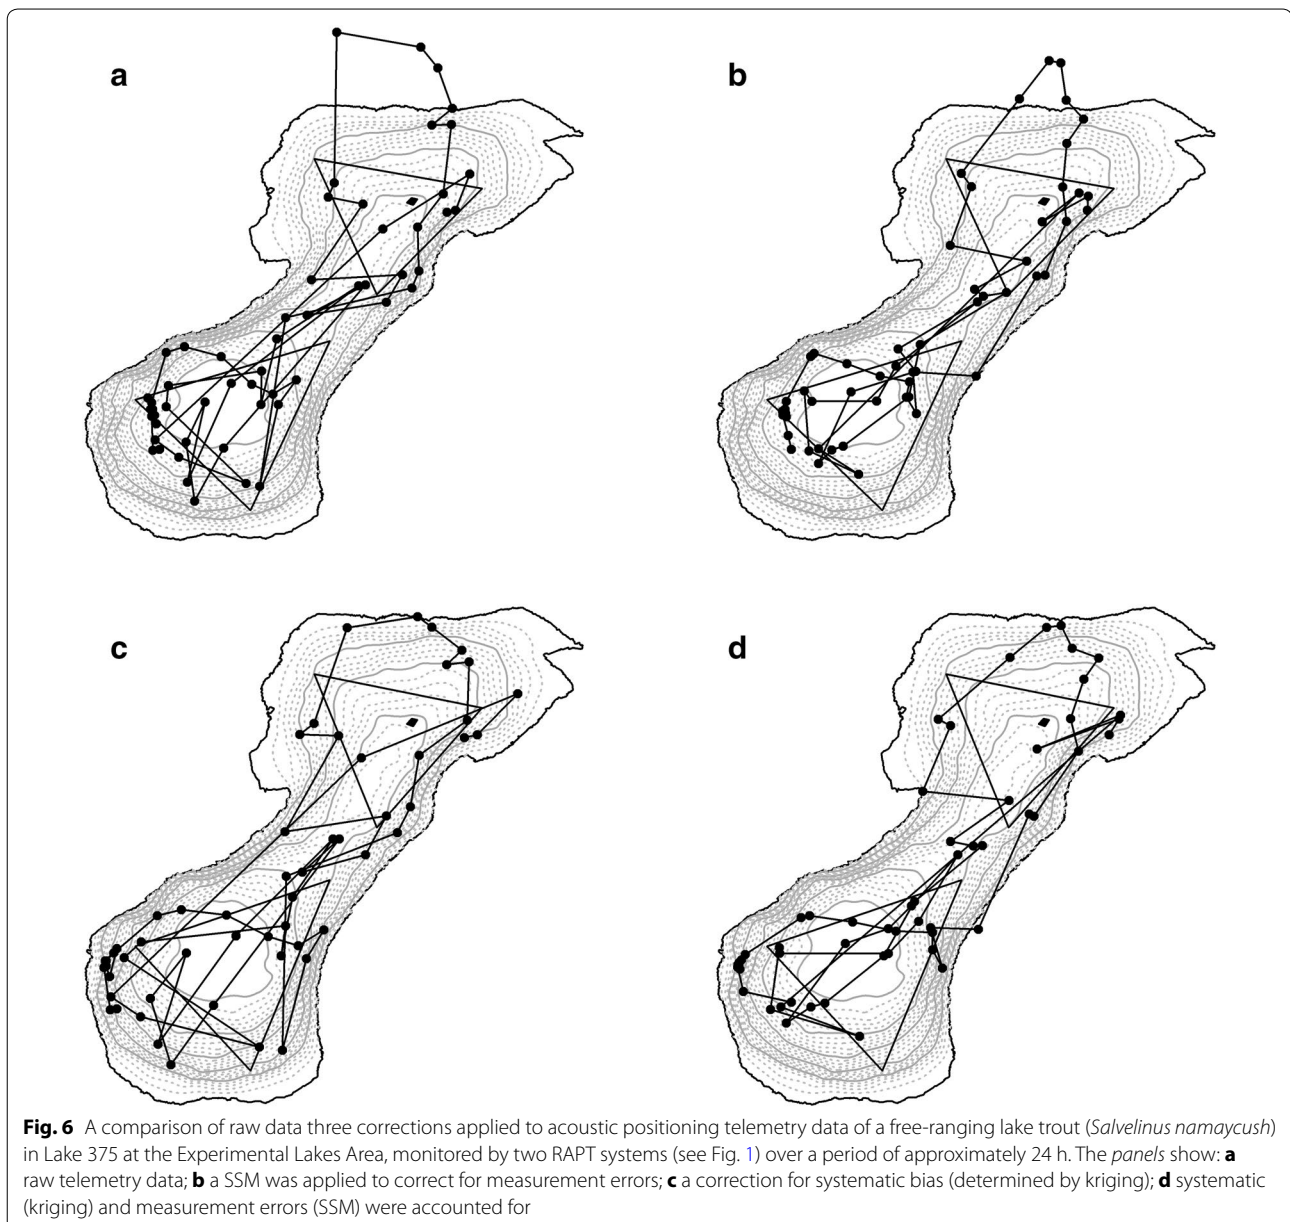 a
b
c
d
Fig. 6 A comparison of raw data three corrections applied to acoustic positioning telemetry data of a free-ranging lake trout (Salvelinus namaycush)
in Lake 375 at the Experimental Lakes Area, monitored by two RAPT systems (see Fig. 1) over a period of approximately 24 h. The panels show: a
raw telemetry data; b a SSM was applied to correct for measurement errors; c a correction for systematic bias (determined by kriging); d systematic
(kriging) and measurement errors (SSM) were accounted for